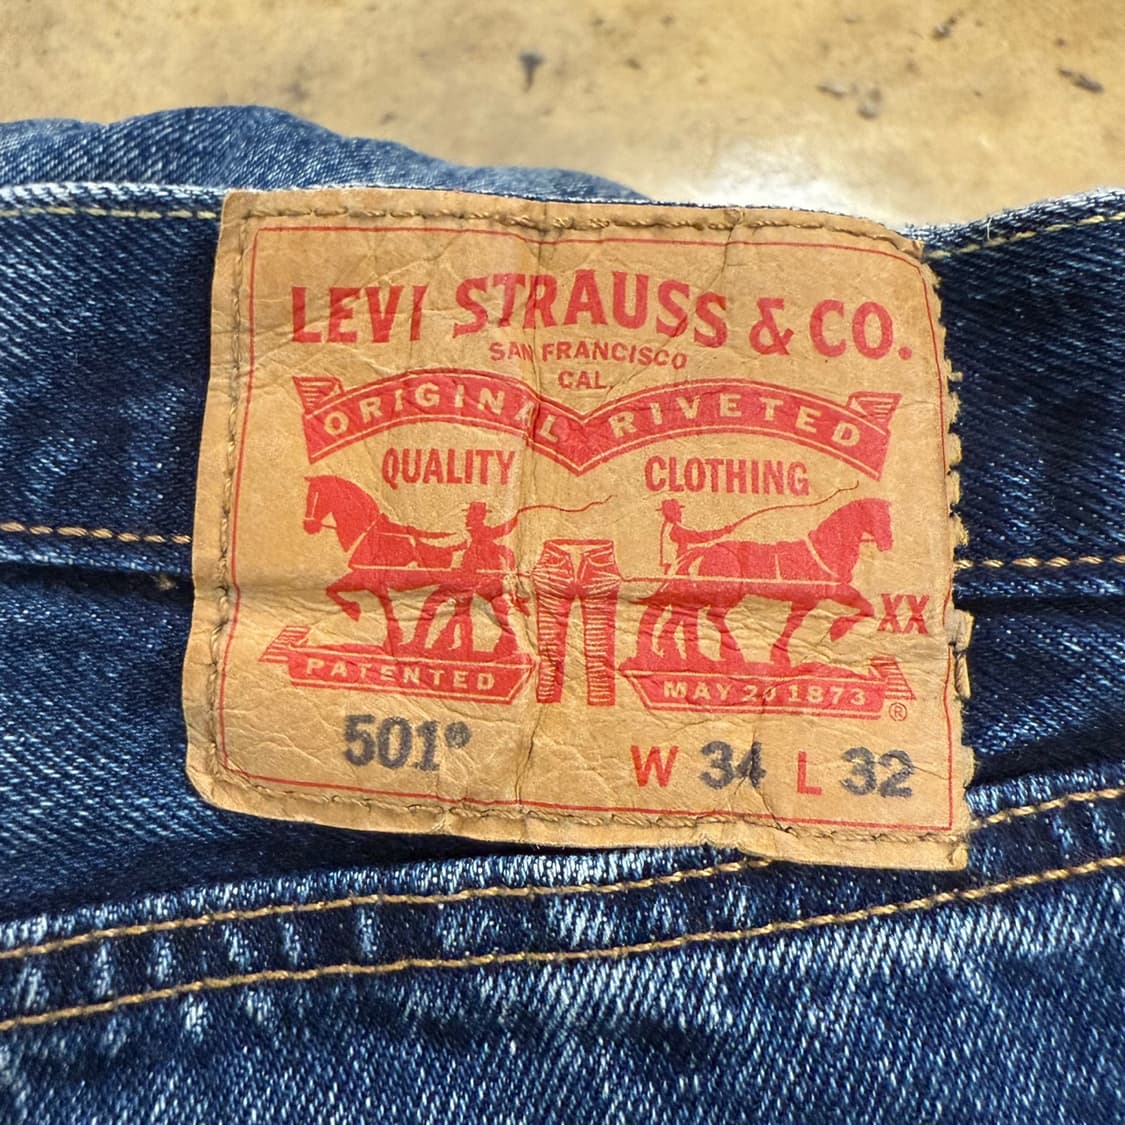 LEVI STRAUSS & CO.
SAN FRANCISCO
CAL.
ORIGINAL RIVETED
QUALITY CLOTHING
XX
PATENTED MAY 20 1873 ®
501® W 34 L 32